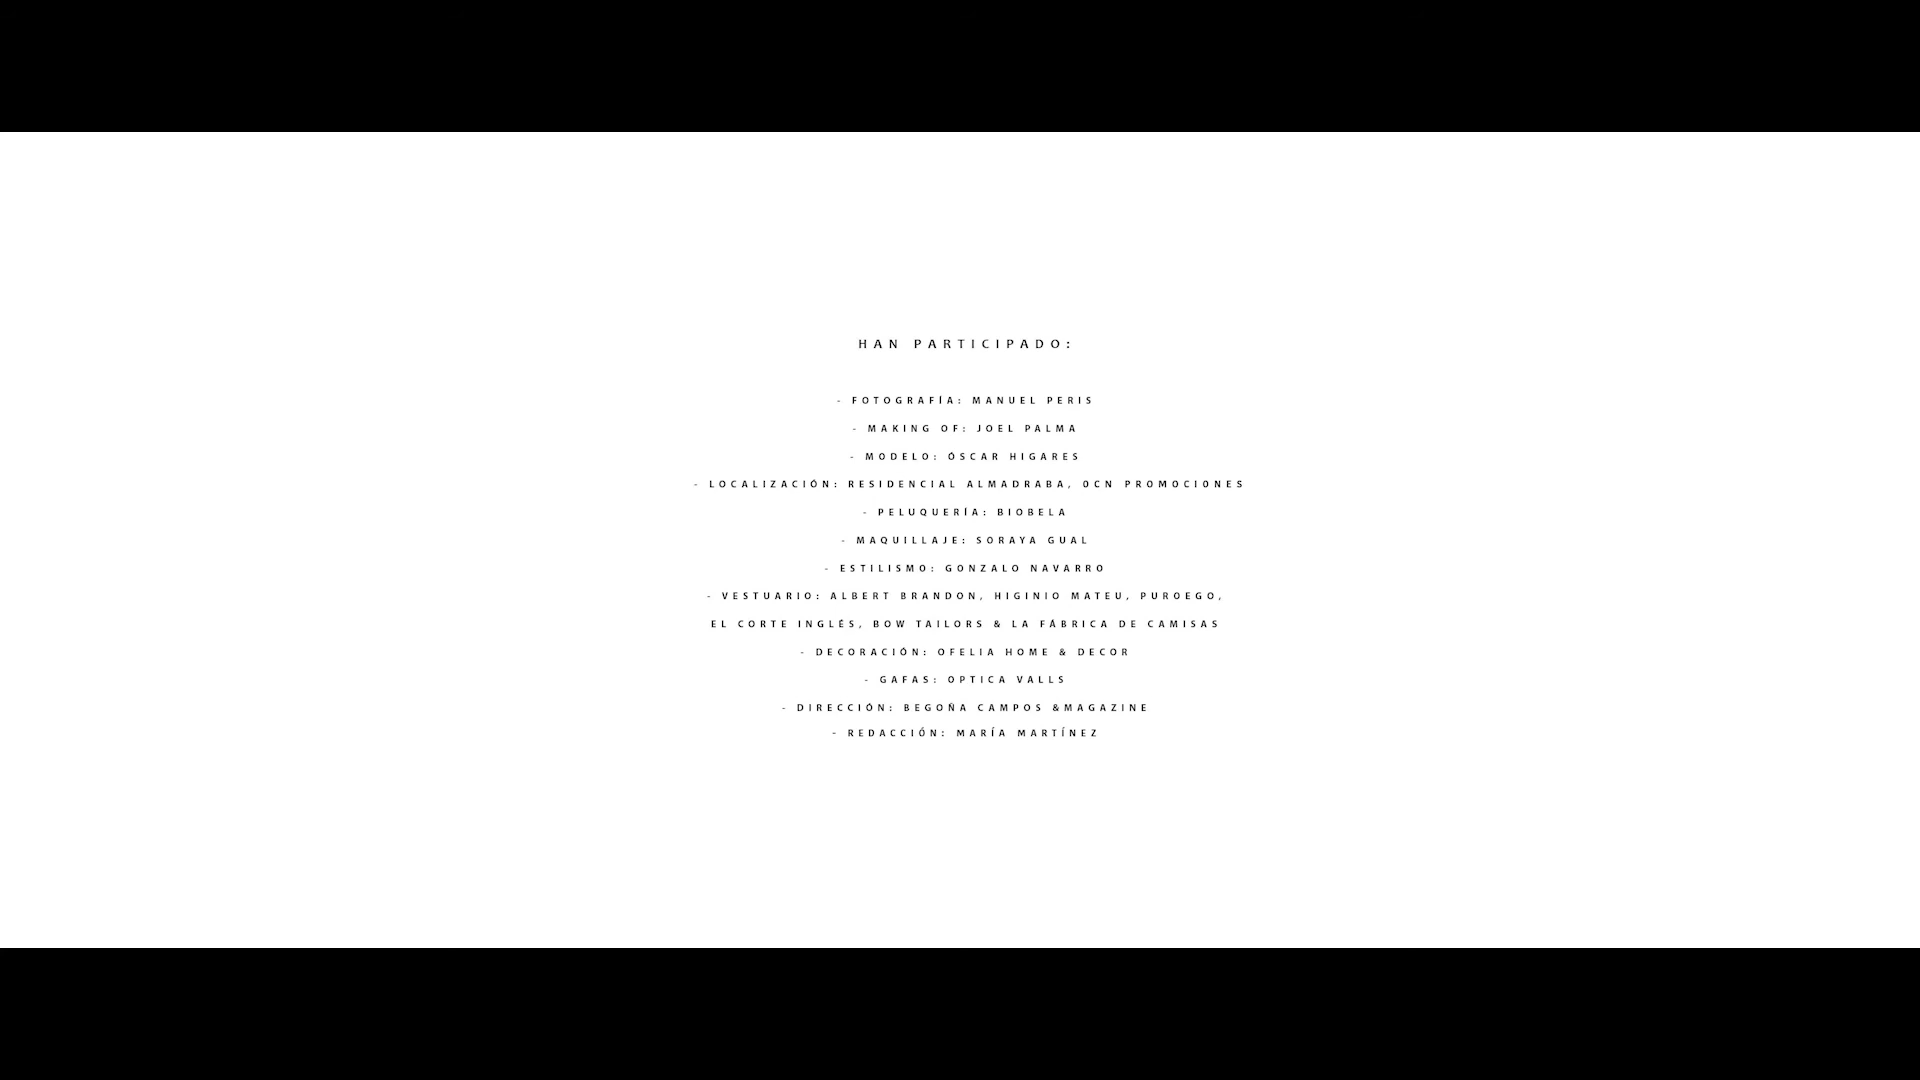 HAN PARTICIPADO:
- FOTOGRAFÍA: MANUEL PERIS
- MAKING OF: JOEL PALMA
- MODELO: ÓSCAR HIGARES
- LOCALIZACIÓN: RESIDENCIAL ALMADRABA, OCN PROMOCIONES
- PELUQUERÍA: BIOBELA
- MAQUILLAJE: SORAYA GUAL
- ESTILISMO: GONZALO NAVARRO
- VESTUARIO: ALBERT BRANDON, HIGINIO MATEU, PUROEGO,
EL CORTE INGLÉS, BOW TAILORS & LA FÁBRICA DE CAMISAS
- DECORACIÓN: OFELIA HOME & DECOR
- GAFAS: OPTICA VALLS
- DIRECCIÓN: BEGOÑA CAMPOS &MAGAZINE
- REDACCIÓN: MARÍA MARTÍNEZ